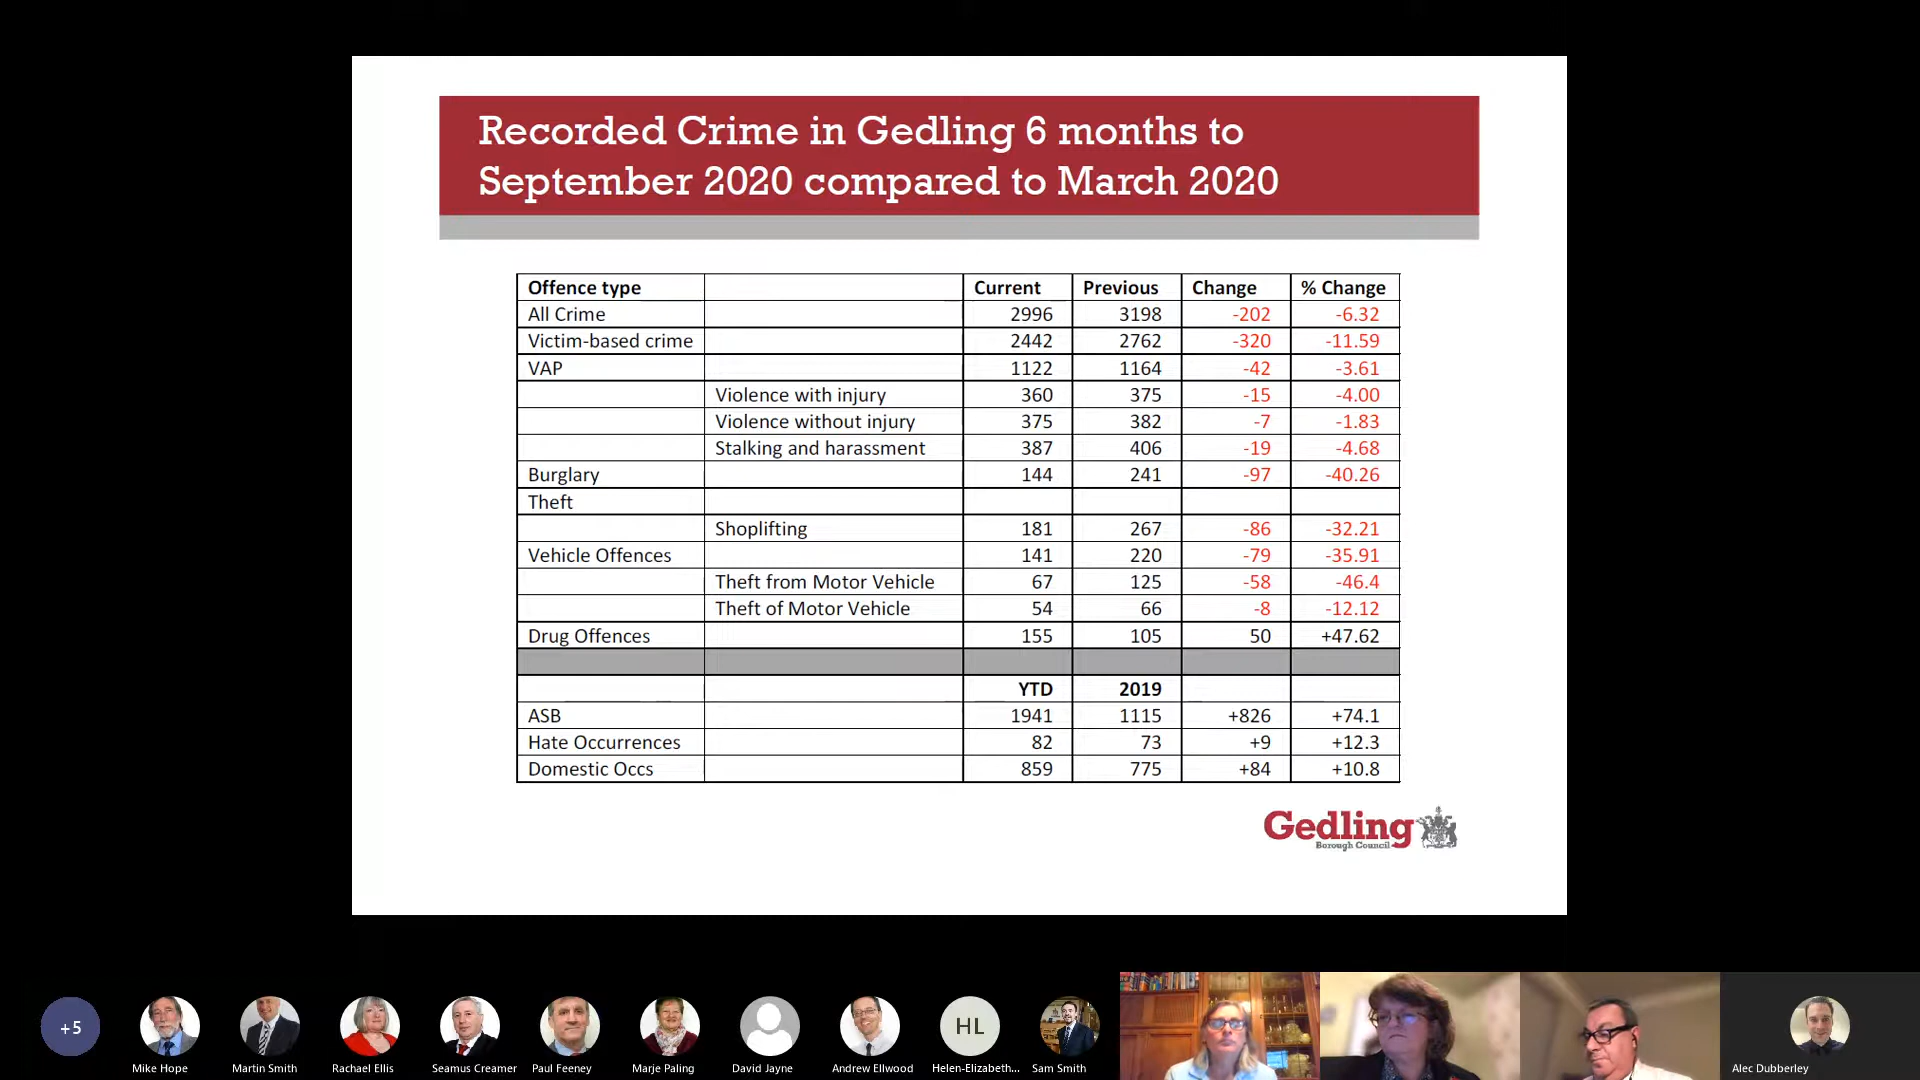 Recorded Crime in Gedling 6 months to
September 2020 compared to March 2020
Offence type Current Previous Change % Change
All Crime 2996 3198 -202 -6.32
Victim-based crime 2442 2762 -320 -11.59
VAP 1122 1164 -42 -3.61
Violence with injury 360 375 -15 -4.00
Violence without injury 375 382 -7 -1.83
Stalking and harassment 387 406 -19 -4.68
Burglary 144 241 -97 -40.26
Theft
Shoplifting 181 267 -86 -32.21
Vehicle Offences 141 220 -79 -35.91
Theft from Motor Vehicle 67 125 -58 -46.4
Theft of Motor Vehicle 54 66 -8 -12.12
Drug Offences 155 105 50 +47.62
YTD 2019
ASB 1941 1115 +826 +74.1
Hate Occurrences 82 73 +9 +12.3
Domestic Occs 859 775 +84 +10.8
Gedling
Borough Council
+5
HL
Mike Hope Martin Smith Rachael Ellis Seamus Creamer Paul Feeney Marje Paling David Jayne Andrew Ellwood Helen-Elizabeth... Sam Smith Alec Dubberley